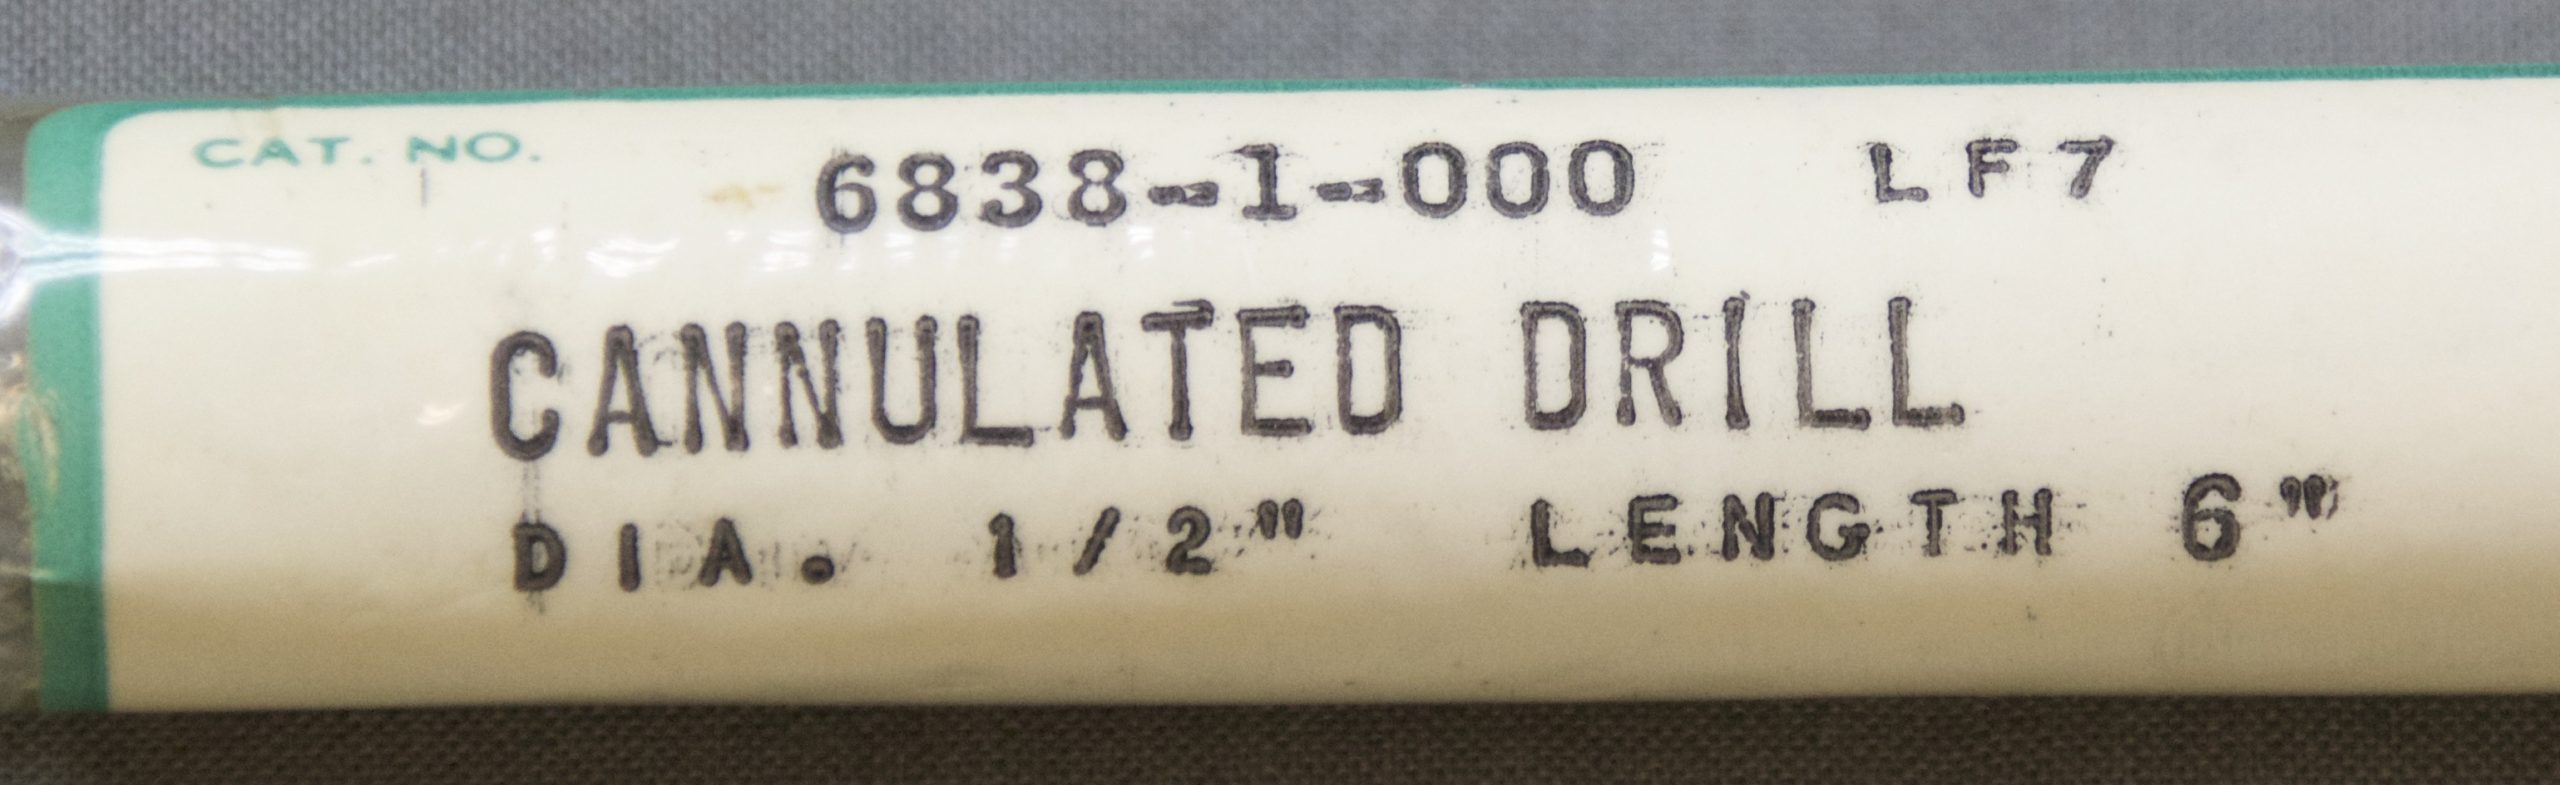 CAT. NO. 6838-1-000 LF7
CANNULATED DRILL
DIA. 1/2" LENGTH 6"